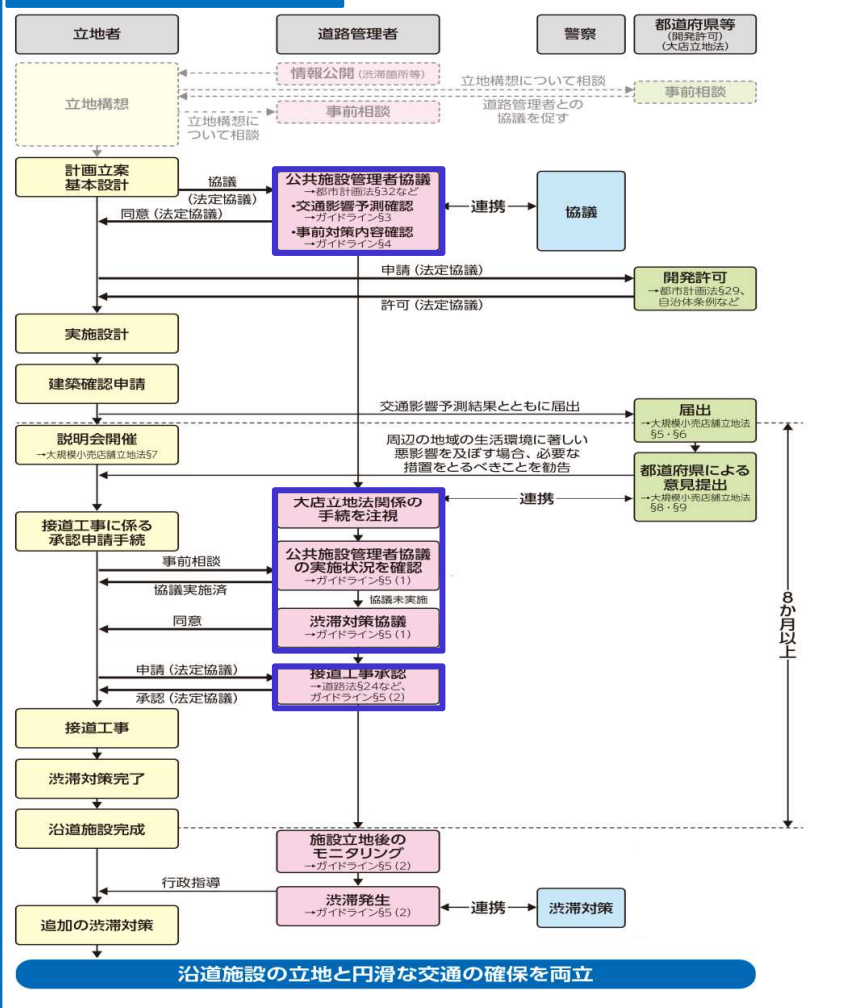 立地者
道路管理者
警察
都道府県等
(開発許可)
(大店立地法)
立地構想
情報公開 (渋滞箇所等)
立地構想について相談
事前相談
道路管理者との
協議を促す
事前相談
立地構想に
ついて相談
計画立案
基本設計
協議
(法定協議)
同意 (法定協議)
公共施設管理者協議
→都市計画法§32など
・交通影響予測確認
→ガイドライン§3
・事前対策内容確認
→ガイドライン§4
連携
協議
申請 (法定協議)
許可 (法定協議)
開発許可
→都市計画法§29、
自治体条例など
実施設計
建築確認申請
交通影響予測結果とともに届出
届出
→大規模小売店舗立地法
§5・§6
説明会開催
→大規模小売店舗立地法§7
周辺の地域の生活環境に著しい
悪影響を及ぼす場合、必要な
措置をとるべきことを勧告
都道府県による
意見提出
→大規模小売店舗立地法
§8・§9
大店立地法関係の
手続を注視
連携
接道工事に係る
承認申請手続
事前相談
協議実施済
公共施設管理者協議
の実施状況を確認
→ガイドライン§5 (1)
協議未実施
同意
渋滞対策協議
→ガイドライン§5 (1)
申請 (法定協議)
承認 (法定協議)
接道工事承認
→道路法§24など、
ガイドライン§5 (2)
8か月以上
接道工事
渋滞対策完了
沿道施設完成
施設立地後の
モニタリング
→ガイドライン§5 (2)
行政指導
渋滞発生
→ガイドライン§5 (2)
連携
渋滞対策
追加の渋滞対策
沿道施設の立地と円滑な交通の確保を両立